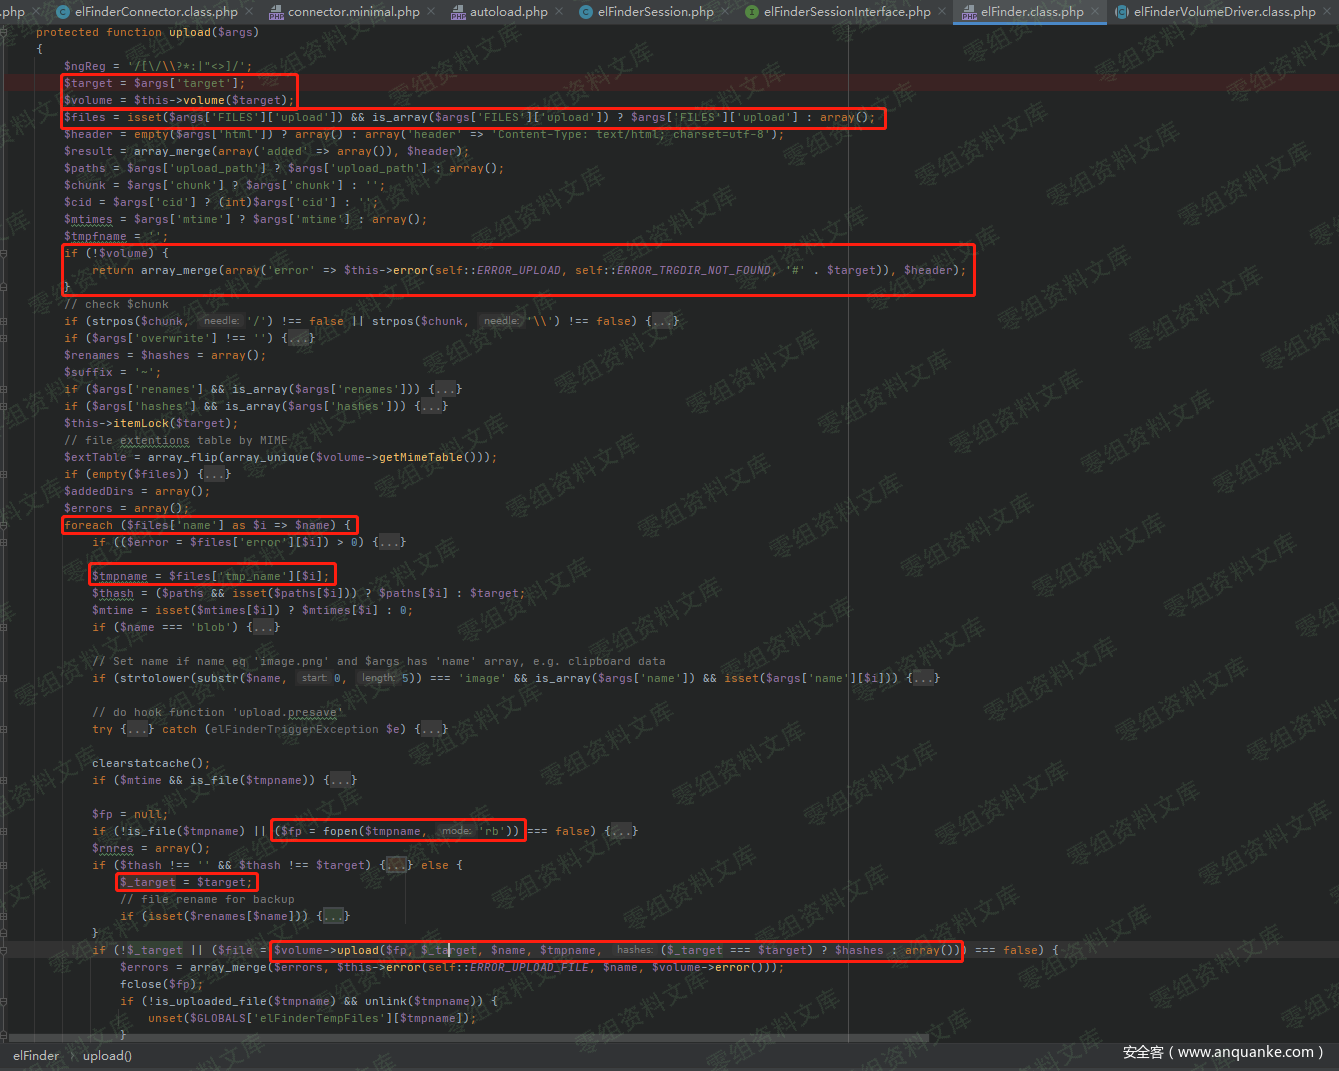 .php elFinderConnector.class.php connector.minimal.php autoload.php elFinderSession.php elFinderSessionInterface.php elFinder.class.php elFinderVolumeDriver.class.php
protected function upload($args)
{
$ngReg = '/[\/\\?*:|"<>]/';
$target = $args['target'];
$volume = $this->volume($target);
$files = isset($args['FILES']['upload']) && is_array($args['FILES']['upload']) ? $args['FILES']['upload'] : array();
$header = empty($args['html']) ? array() : array('header' => 'Content-Type: text/html; charset=utf-8');
$result = array_merge(array('added' => array()), $header);
$paths = $args['upload_path'] ? $args['upload_path'] : array();
$chunk = $args['chunk'] ? $args['chunk'] : '';
$cid = $args['cid'] ? (int)$args['cid'] : '';
$mtimes = $args['mtime'] ? $args['mtime'] : array();
$tmpfname = '';
if (!$volume) {
return array_merge(array('error' => $this->error(self::ERROR_UPLOAD, self::ERROR_TRGDIR_NOT_FOUND, '#' . $target)), $header);
}
// check $chunk
if (strpos($chunk, needle: '/') !== false || strpos($chunk, needle: '\\') !== false) {...}
if ($args['overwrite'] !== '') {...}
$renames = $hashes = array();
$suffix = '~';
if ($args['renames'] && is_array($args['renames'])) {...}
if ($args['hashes'] && is_array($args['hashes'])) {...}
$this->itemLock($target);
// file extentions table by MIME
$extTable = array_flip(array_unique($volume->getMimeTable()));
if (empty($files)) {...}
$addedDirs = array();
$errors = array();
foreach ($files['name'] as $i => $name) {
if (($error = $files['error'][$i]) > 0) {...}
$tmpname = $files['tmp_name'][$i];
$thash = ($paths && isset($paths[$i])) ? $paths[$i] : $target;
$mtime = isset($mtimes[$i]) ? $mtimes[$i] : 0;
if ($name === 'blob') {...}
// Set name if name eq 'image.png' and $args has 'name' array, e.g. clipboard data
if (strtolower(substr($name, start: 0, length: 5)) === 'image' && is_array($args['name']) && isset($args['name'][$i])) {...}
// do hook function 'upload.presave'
try {...} catch (elFinderTriggerException $e) {...}
clearstatcache();
if ($mtime && is_file($tmpname)) {...}
$fp = null;
if (!is_file($tmpname) || ($fp = fopen($tmpname, mode: 'rb')) === false) {...}
$rnres = array();
if ($thash !== '' && $thash !== $target) {...} else {
$_target = $target;
// file rename for backup
if (isset($renames[$name])) {...}
}
if (!$_target || ($file = $volume->upload($fp, $_target, $name, $tmpname, hashes: ($_target === $target) ? $hashes : array())) === false) {
$errors = array_merge($errors, $this->error(self::ERROR_UPLOAD_FILE, $name, $volume->error()));
fclose($fp);
if (!is_uploaded_file($tmpname) && unlink($tmpname)) {
unset($GLOBALS['elFinderTempFiles'][$tmpname]);
}
elFinder › upload()
安全客（www.anquanke.com）
零组资料文库